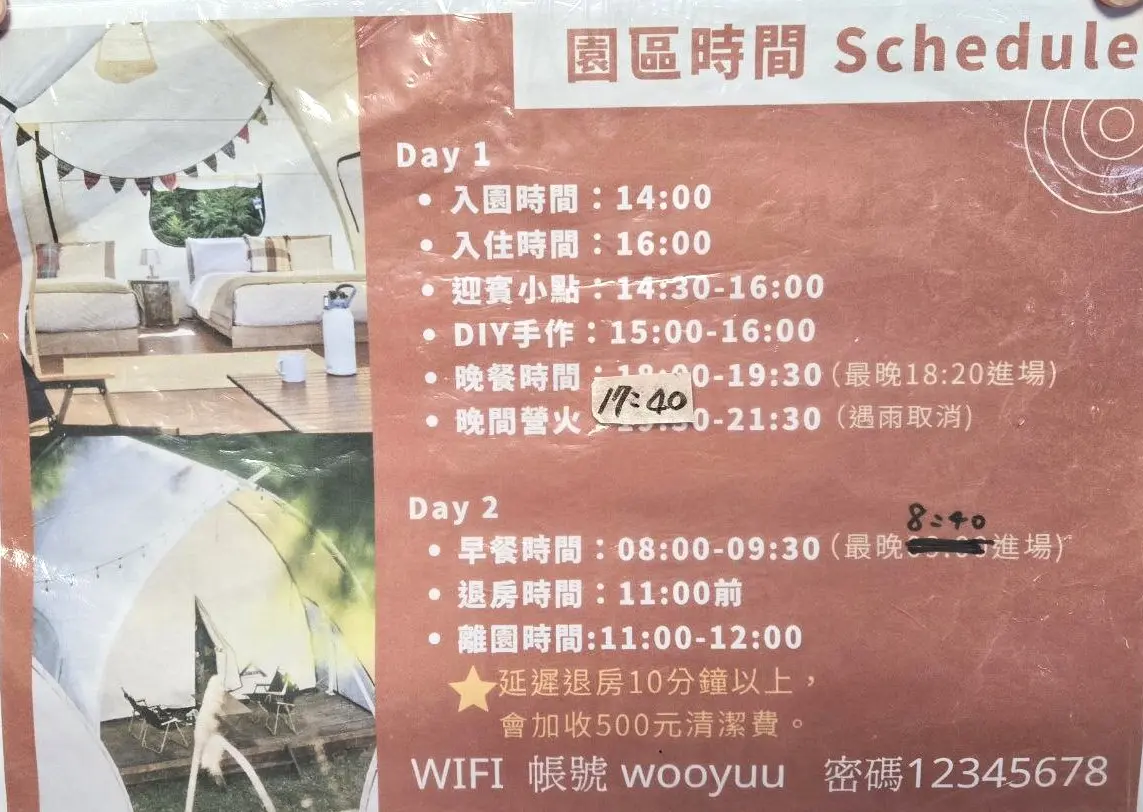 園區時間 Schedule
Day 1
• 入園時間：14:00
• 入住時間：16:00
• 迎賓小點：14:30-16:00
• DIY手作：15:00-16:00
• 晚餐時間：17:40-19:30（最晚18:20進場）
• 晚間營火 -21:30（遇雨取消）
Day 2
8:40
• 早餐時間：08:00-09:30（最晚進場）
• 退房時間：11:00前
• 離園時間:11:00-12:00
延遲退房10分鐘以上，
會加收500元清潔費。
WIFI 帳號 wooyuu 密碼12345678